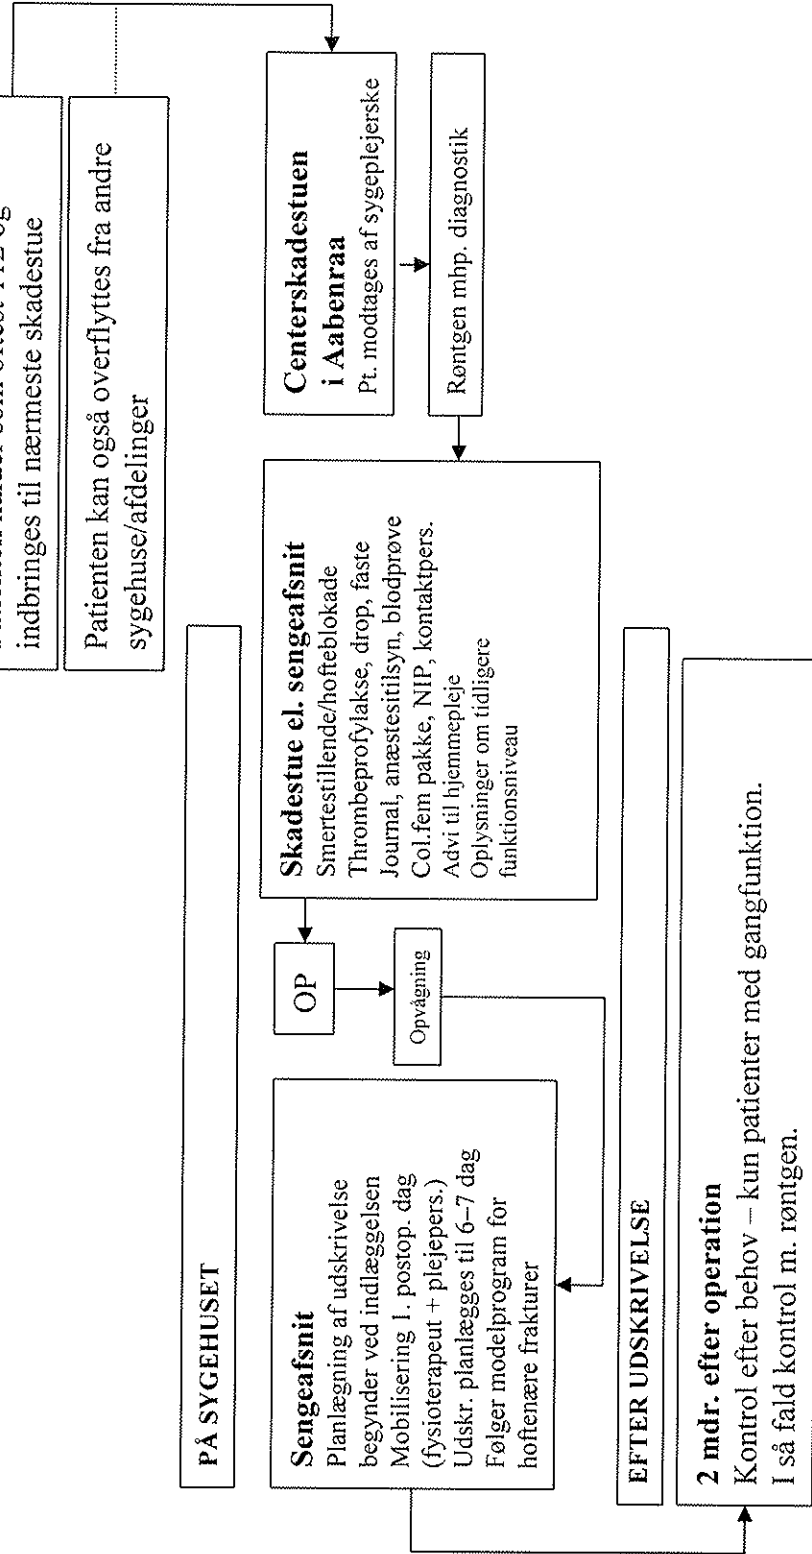 indbringes til nærmeste skadestue
Patienten kan også overflyttes fra andre
sygehuse/afdelinger
PÅ SYGEHUSET
Centerskadestuen
i Aabenraa
Pt. modtages af sygeplejerske
Røntgen mhp. diagnostik
Skadestue el. sengeafsnit
Smertestillende/hofteblokade
Thrombeprofylakse, drop, faste
Journal, anæstesitilsyn, blodprøve
Col.fem pakke, NIP, kontaktpers.
Advi til hjemmepleje
Oplysninger om tidligere
funktionsniveau
OP
Opvågning
Sengeafsnit
Planlægning af udskrivelse
begynder ved indlæggelsen
Mobilisering 1. postop. dag
(fysioterapeut + plejepers.)
Udskr. planlægges til 6–7 dag
Følger modelprogram for
hoftenære frakturer
EFTER UDSKRIVELSE
2 mdr. efter operation
Kontrol efter behov – kun patienter med gangfunktion.
I så fald kontrol m. røntgen.